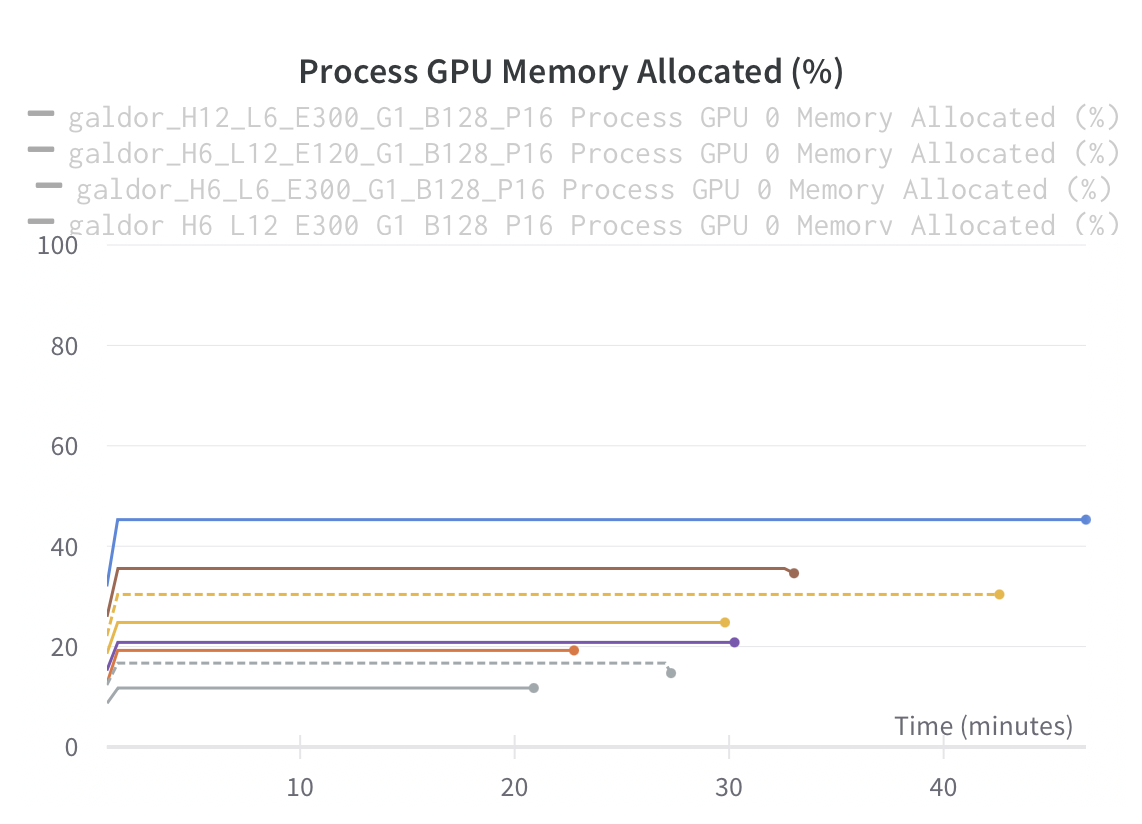 Process GPU Memory Allocated (%)
galdor_H12_L6_E300_G1_B128_P16 Process GPU 0 Memory Allocated (%)
galdor_H6_L12_E120_G1_B128_P16 Process GPU 0 Memory Allocated (%)
galdor_H6_L6_E300_G1_B128_P16 Process GPU 0 Memory Allocated (%)
galdor_H6_L12_E300_G1_B128_P16 Process GPU 0 Memory Allocated (%)
100
80
60
40
20
0
Time (minutes)
10 20 30 40